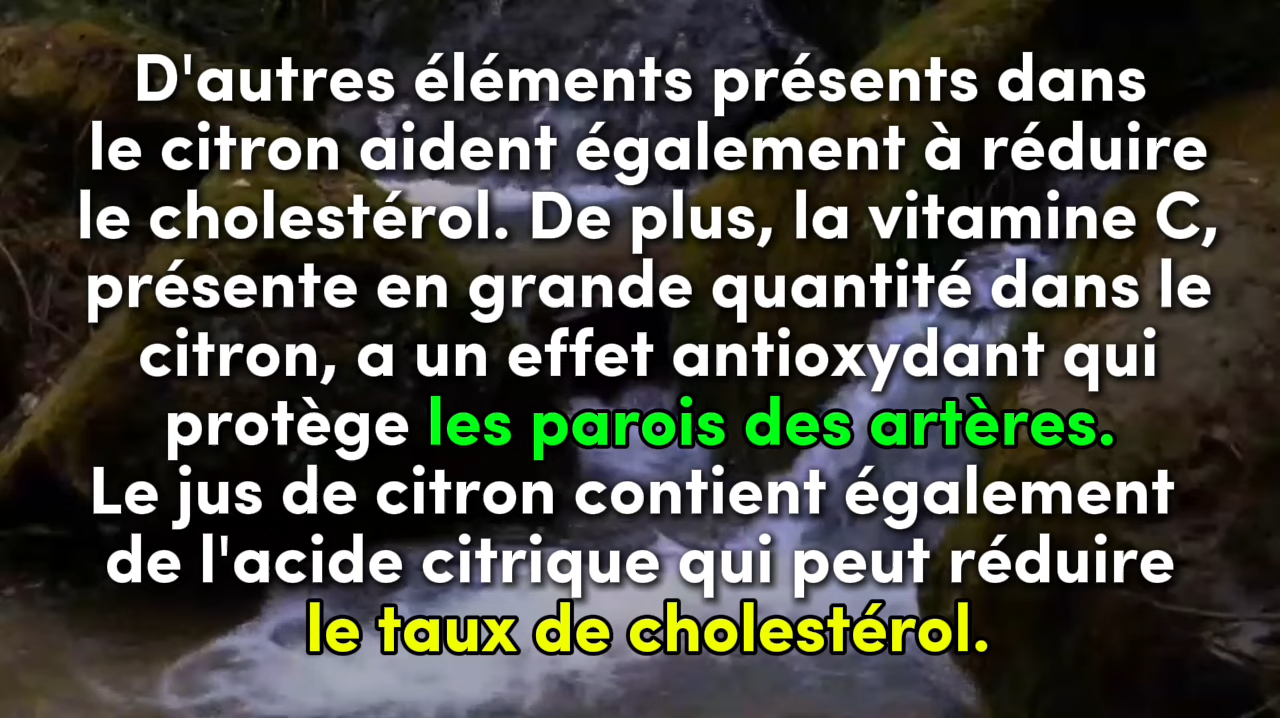 D'autres éléments présents dans
le citron aident également à réduire
le cholestérol. De plus, la vitamine C,
présente en grande quantité dans le
citron, a un effet antioxydant qui
protège les parois des artères.
Le jus de citron contient également
de l'acide citrique qui peut réduire
le taux de cholestérol.